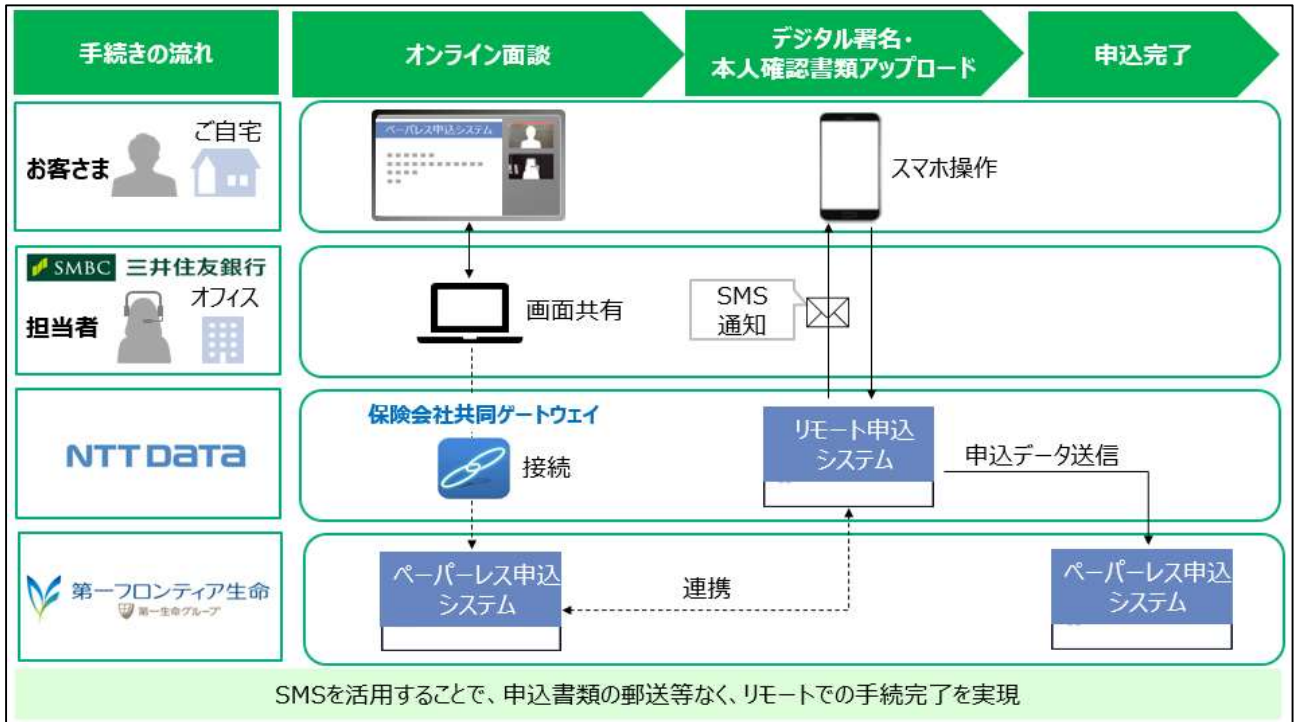 手続きの流れ
オンライン面談
デジタル署名・
本人確認書類アップロード
申込完了
お客さま
ご自宅
ペーパレス申込システム
スマホ操作
SMBC 三井住友銀行
担当者
オフィス
画面共有
SMS
通知
NTT DATA
保険会社共同ゲートウェイ
接続
リモート申込
システム
申込データ送信
第一フロンティア生命
第一生命グループ
ペーパーレス申込
システム
連携
ペーパーレス申込
システム
SMSを活用することで、申込書類の郵送等なく、リモートでの手続完了を実現